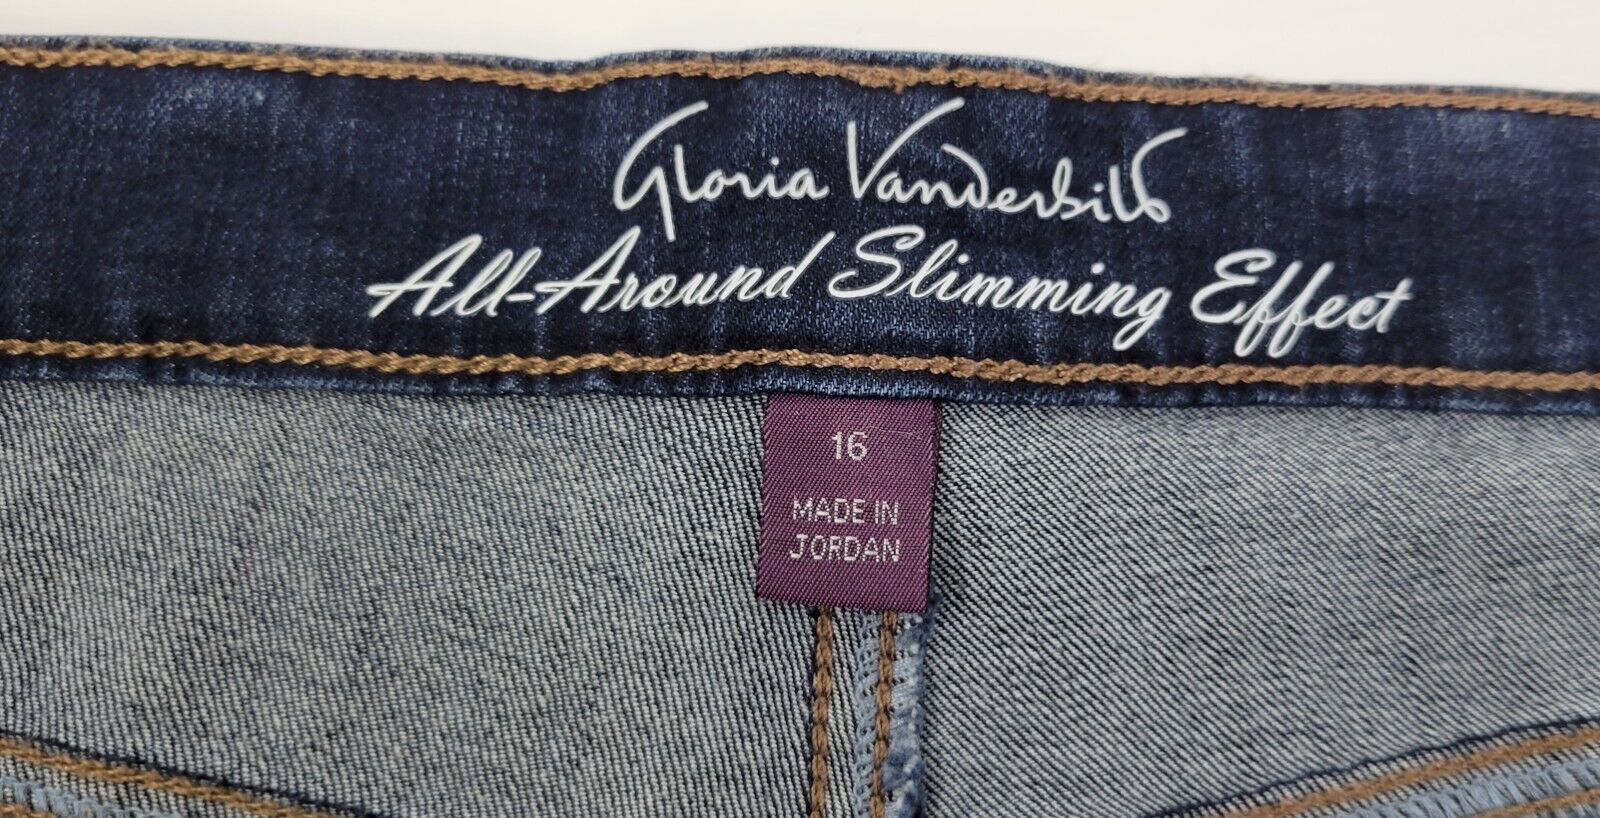 Gloria Vanderbilt
All-Around Slimming Effect
16
MADE IN
JORDAN